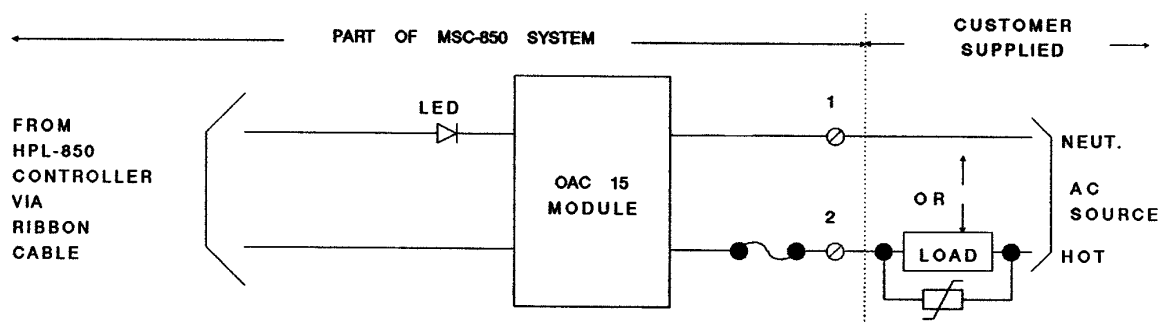 PART OF MSC-850 SYSTEM
CUSTOMER
SUPPLIED
LED
1
FROM
HPL-850
CONTROLLER
VIA
RIBBON
CABLE
OAC 15
MODULE
NEUT.
OR
AC
SOURCE
2
LOAD
HOT